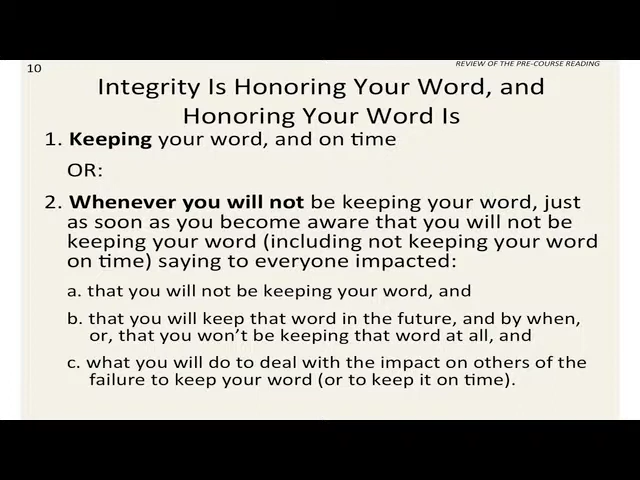 REVIEW OF THE PRE-COURSE READING
10
Integrity Is Honoring Your Word, and
Honoring Your Word Is
1. Keeping your word, and on time
OR:
2. Whenever you will not be keeping your word, just
as soon as you become aware that you will not be
keeping your word (including not keeping your word
on time) saying to everyone impacted:
a. that you will not be keeping your word, and
b. that you will keep that word in the future, and by when,
or, that you won't be keeping that word at all, and
c. what you will do to deal with the impact on others of the
failure to keep your word (or to keep it on time).